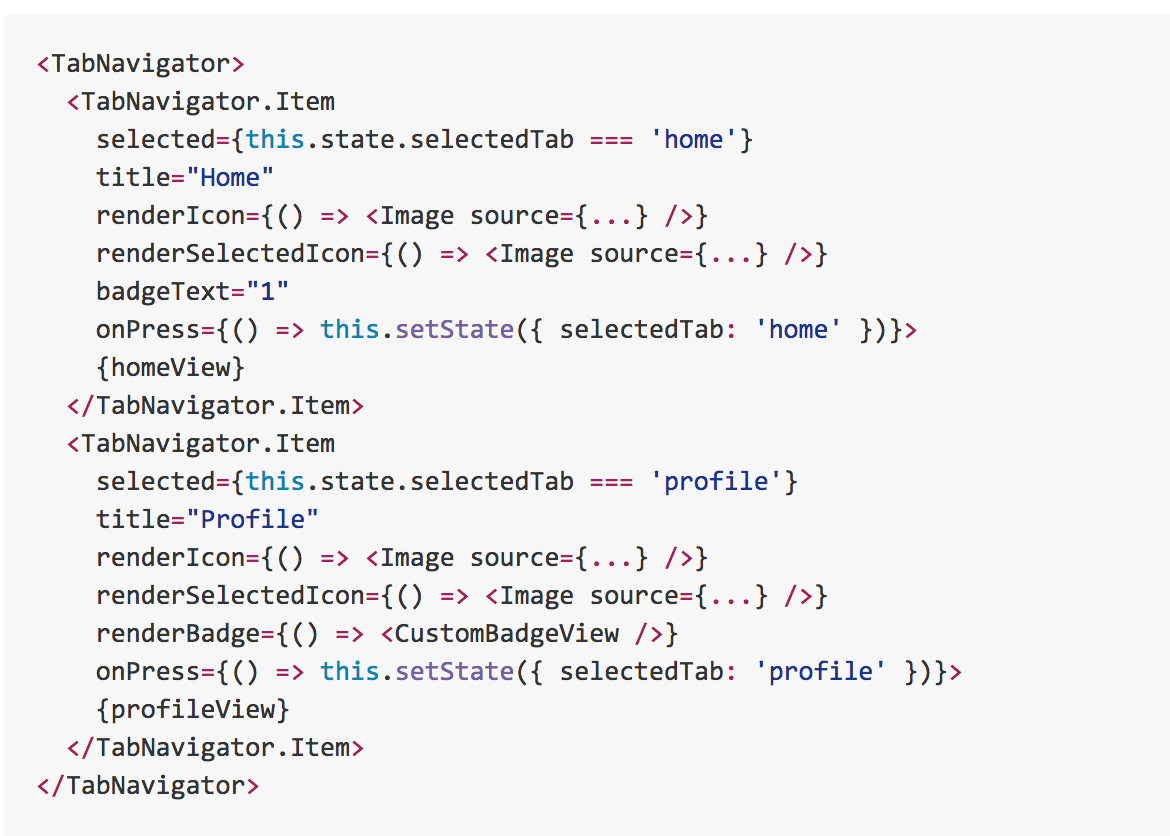 <TabNavigator>
  <TabNavigator.Item
    selected={this.state.selectedTab === 'home'}
    title="Home"
    renderIcon={() => <Image source={...} />}
    renderSelectedIcon={() => <Image source={...} />}
    badgeText="1"
    onPress={() => this.setState({ selectedTab: 'home' })}>
    {homeView}
  </TabNavigator.Item>
  <TabNavigator.Item
    selected={this.state.selectedTab === 'profile'}
    title="Profile"
    renderIcon={() => <Image source={...} />}
    renderSelectedIcon={() => <Image source={...} />}
    renderBadge={() => <CustomBadgeView />}
    onPress={() => this.setState({ selectedTab: 'profile' })}>
    {profileView}
  </TabNavigator.Item>
</TabNavigator>